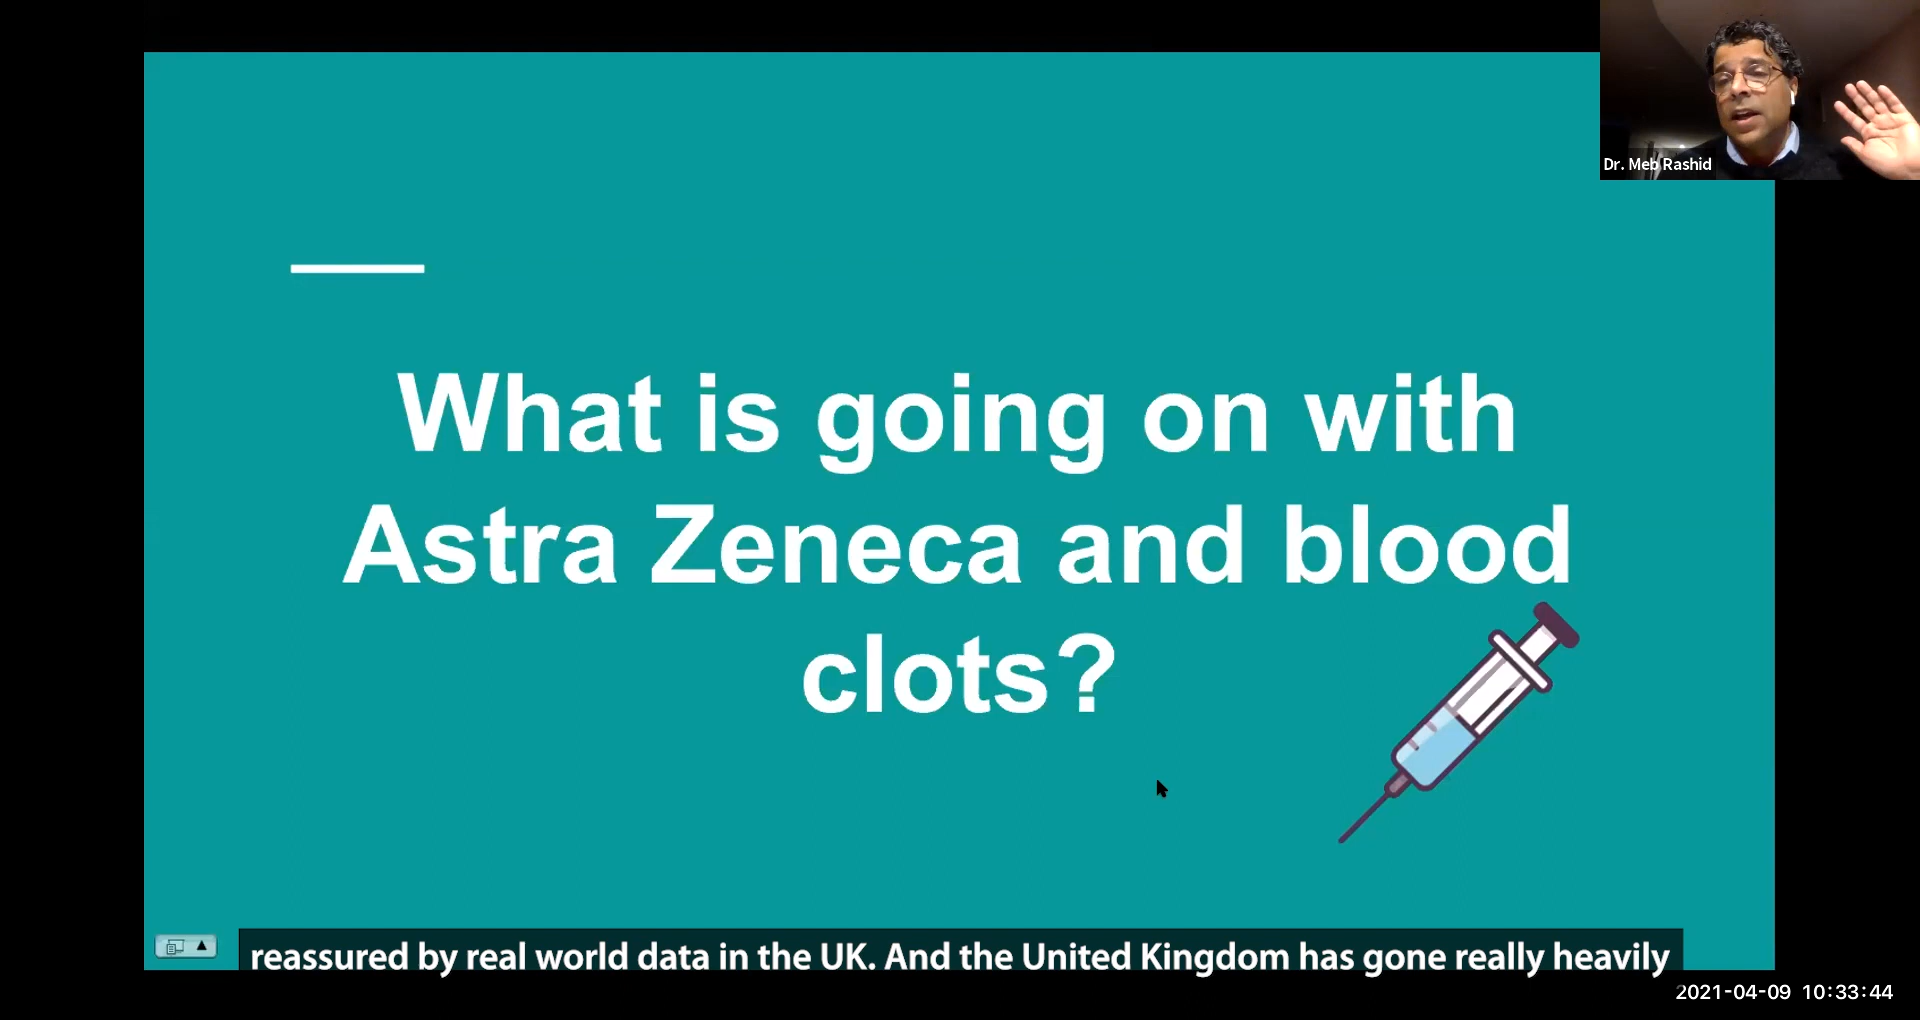 Dr. Meb Rashid
What is going on with
Astra Zeneca and blood
clots?
reassured by real world data in the UK. And the United Kingdom has gone really heavily
2021-04-09 10:33:44